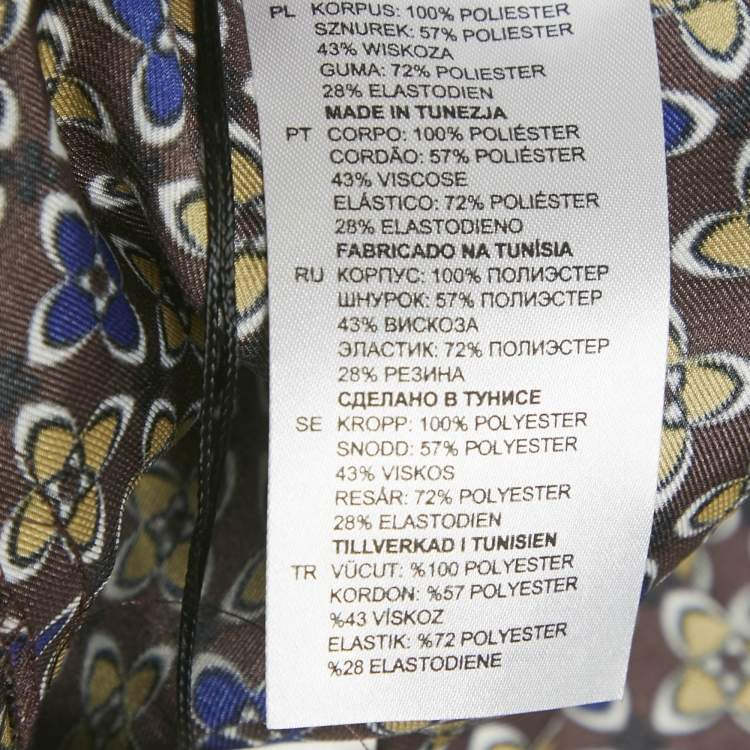 PL KORPUS: 100% POLIESTER
SZNUREK: 57% POLIESTER
43% WISKOZA
GUMA: 72% POLIESTER
28% ELASTODIEN
MADE IN TUNEZJA
PT CORPO: 100% POLIÉSTER
CORDÃO: 57% POLIÉSTER
43% VISCOSE
ELÁSTICO: 72% POLIÉSTER
28% ELASTODIENO
FABRICADO NA TUNÍSIA
RU КОРПУС: 100% ПОЛИЭСТЕР
ШНУРОК: 57% ПОЛИЭСТЕР
43% ВИСКОЗА
ЭЛАСТИК: 72% ПОЛИЭСТЕР
28% РЕЗИНА
СДЕЛАНО В ТУНИСЕ
SE KROPP: 100% POLYESTER
SNODD: 57% POLYESTER
43% VISKOS
RESÁR: 72% POLYESTER
28% ELASTODIEN
TILLVERKAD I TUNISIEN
TR VÜCUT: %100 POLYESTER
KORDON: %57 POLYESTER
%43 VÍSKOZ
ELASTIK: %72 POLYESTER
%28 ELASTODIENE